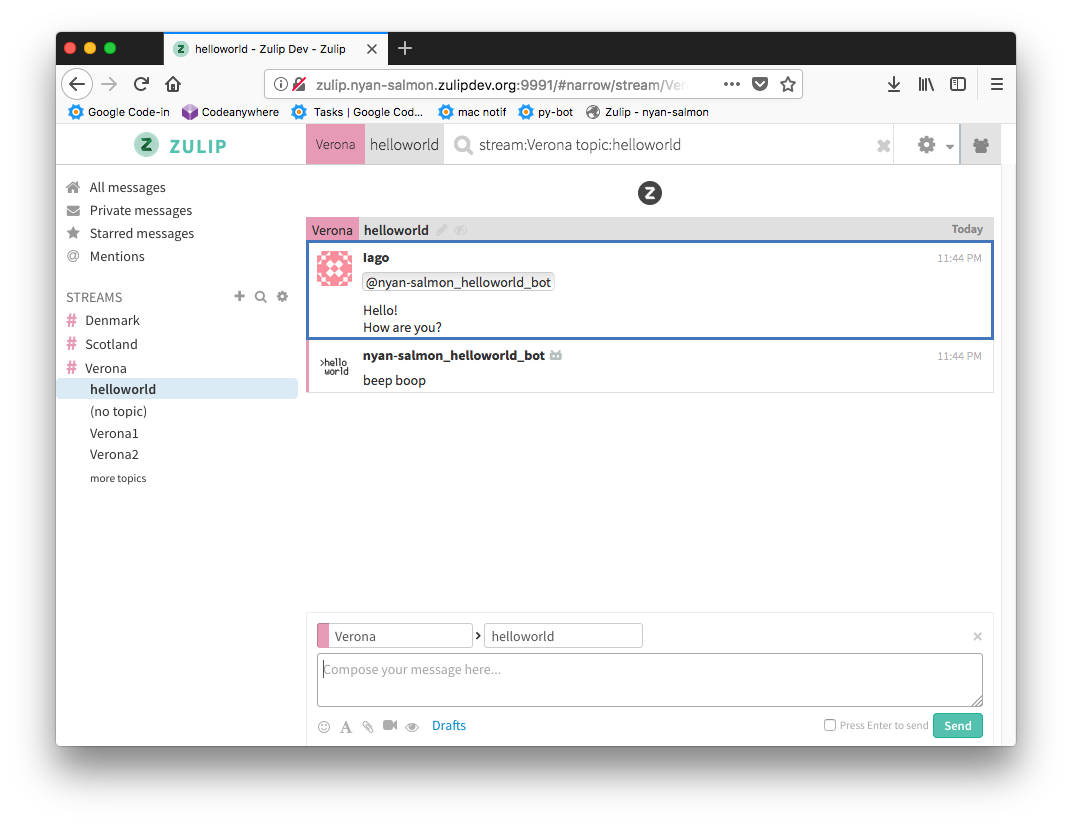 helloworld - Zulip Dev - Zulip
zulip.nyan-salmon.zulipdev.org:9991/#narrow/stream/Ver
Google Code-in Codeanywhere Tasks | Google Cod... mac notif py-bot Zulip - nyan-salmon
Z ZULIP
Verona helloworld stream:Verona topic:helloworld
All messages
Private messages
Starred messages
@ Mentions
STREAMS
# Denmark
# Scotland
# Verona
helloworld
(no topic)
Verona1
Verona2
more topics
Z
Verona helloworld Today
Iago 11:44 PM
@nyan-salmon_helloworld_bot
Hello!
How are you?
>hello
world
nyan-salmon_helloworld_bot 11:44 PM
beep boop
Verona > helloworld
Compose your message here...
Drafts
Press Enter to send Send